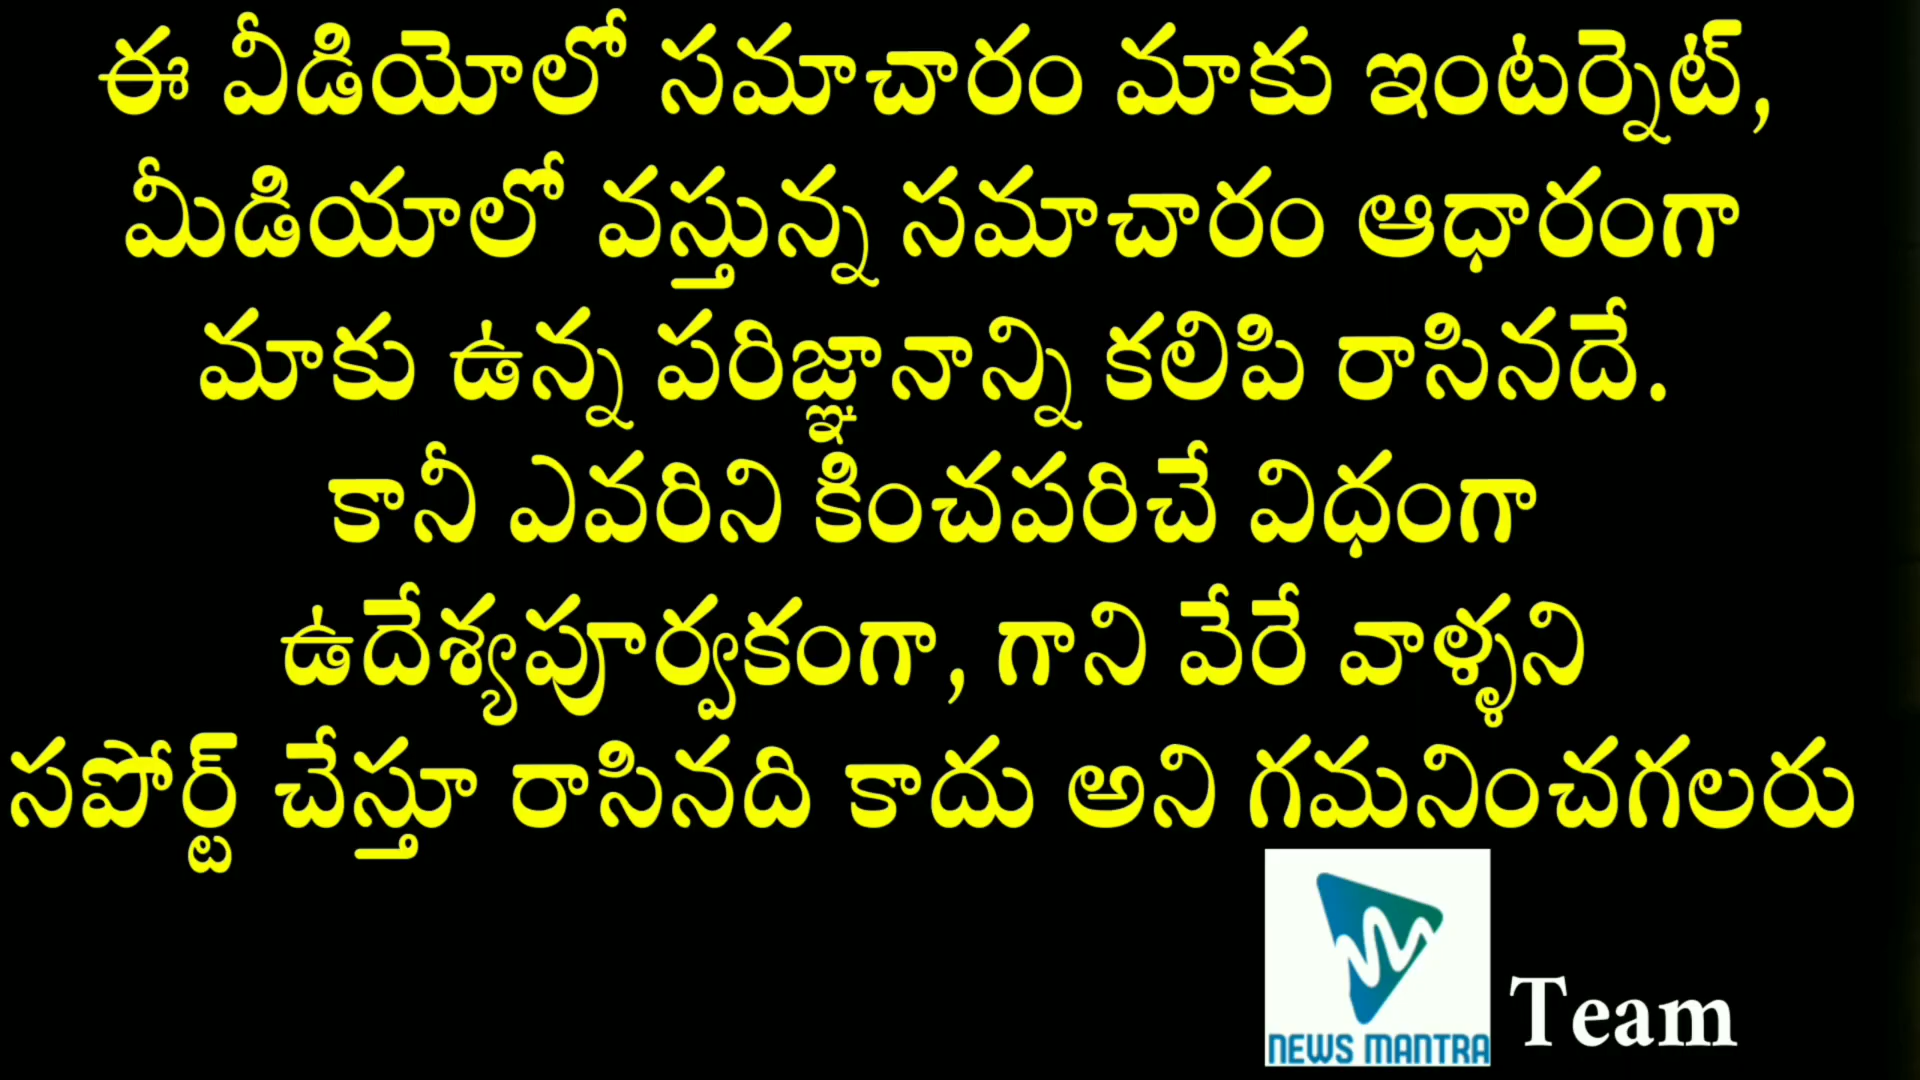 ఈ వీడియోలో సమాచారం మాకు ఇంటర్నెట్,
మీడియాలో వస్తున్న సమాచారం ఆధారంగా
మాకు ఉన్న పరిజ్ఞానాన్ని కలిపి రాసినదే.
కానీ ఎవరిని కించపరిచే విధంగా
ఉదేశ్యపూర్వకంగా, గాని వేరే వాళ్ళని
సపోర్ట్ చేస్తూ రాసినది కాదు అని గమనించగలరు
NEWS MANTRA Team